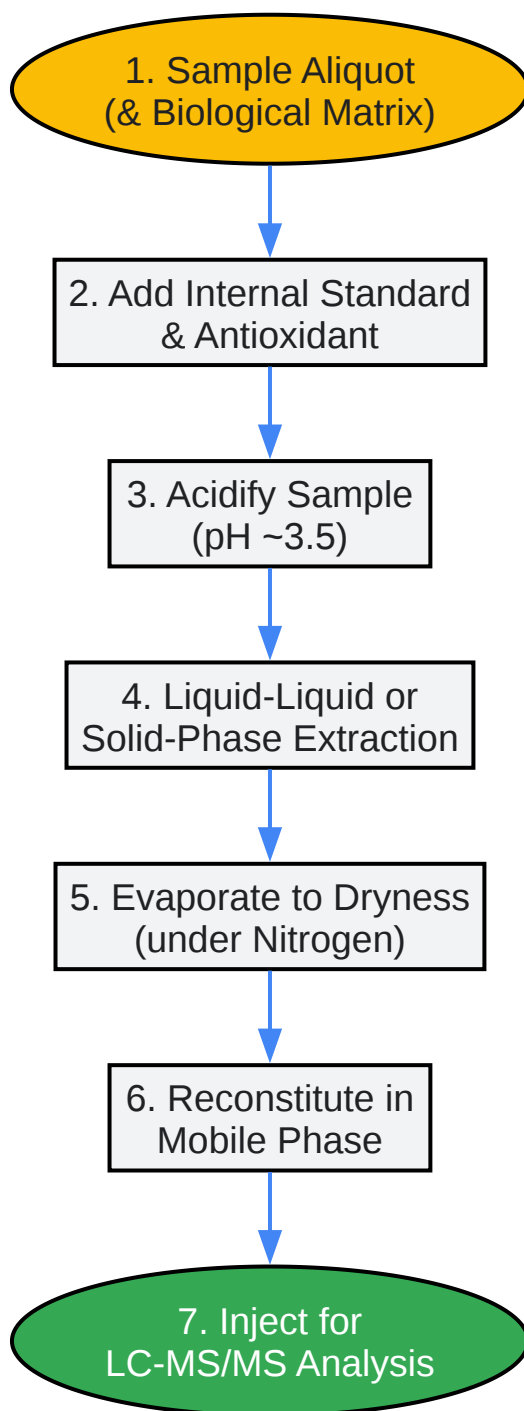 1. Sample Aliquot
(& Biological Matrix)
2. Add Internal Standard
& Antioxidant
3. Acidify Sample
(pH ~3.5)
4. Liquid-Liquid or
Solid-Phase Extraction
5. Evaporate to Dryness
(under Nitrogen)
6. Reconstitute in
Mobile Phase
7. Inject for
LC-MS/MS Analysis